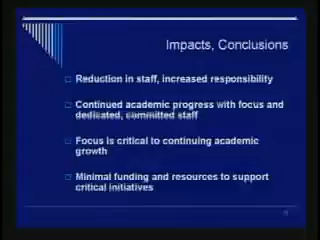 Impacts, Conclusions
Reduction in staff, increased responsibility
Continued academic progress with focus and
dedicated, committed staff
Focus is critical to continuing academic
growth
Minimal funding and resources to support
critical initiatives